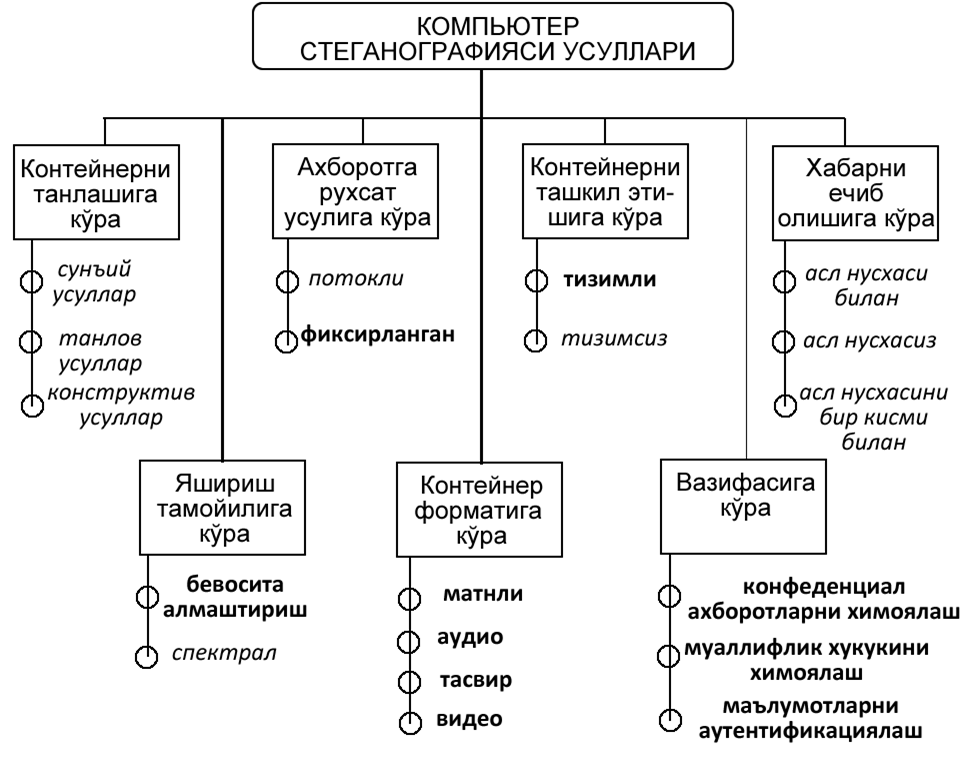 КОМПЬЮТЕР
СТЕГАНОГРАФИЯСИ УСУЛЛАРИ
Контейнерни
танлашига
кўра
сунъий
усуллар
танлов
усуллар
конструктив
усуллар
Ахборотга
рухсат
усулига кўра
потокли
фиксирланган
Контейнерни
ташкил эти-
шига кўра
тизимли
тизимсиз
Хабарни
ечиб
олишига кўра
асл нусхаси
билан
асл нусхасиз
асл нусхасини
бир кисми
билан
Яшириш
тамойилига
кўра
бевосита
алмаштириш
спектрал
Контейнер
форматига
кўра
матнли
аудио
тасвир
видео
Вазифасига
кўра
конфеденциал
ахборотларни химоялаш
муаллифлик хукукини
химоялаш
маълумотларни
аутентификациялаш